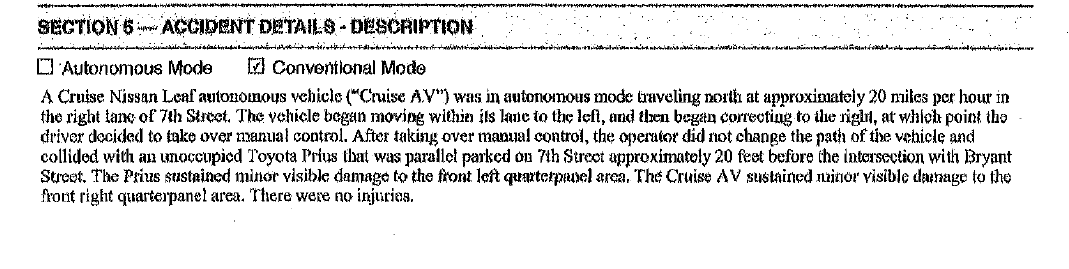 SECTION 5 — ACCIDENT DETAILS - DESCRIPTION
☐ Autonomous Mode ☑ Conventional Mode
A Cruise Nissan Leaf autonomous vehicle ("Cruise AV") was in autonomous mode traveling north at approximately 20 miles per hour in
the right lane of 7th Street. The vehicle began moving within its lane to the left, and then began correcting to the right, at which point the
driver decided to take over manual control. After taking over manual control, the operator did not change the path of the vehicle and
collided with an unoccupied Toyota Prius that was parallel parked on 7th Street approximately 20 feet before the intersection with Bryant
Street. The Prius sustained minor visible damage to the front left quarterpanel area. The Cruise AV sustained minor visible damage to the
front right quarterpanel area. There were no injuries.